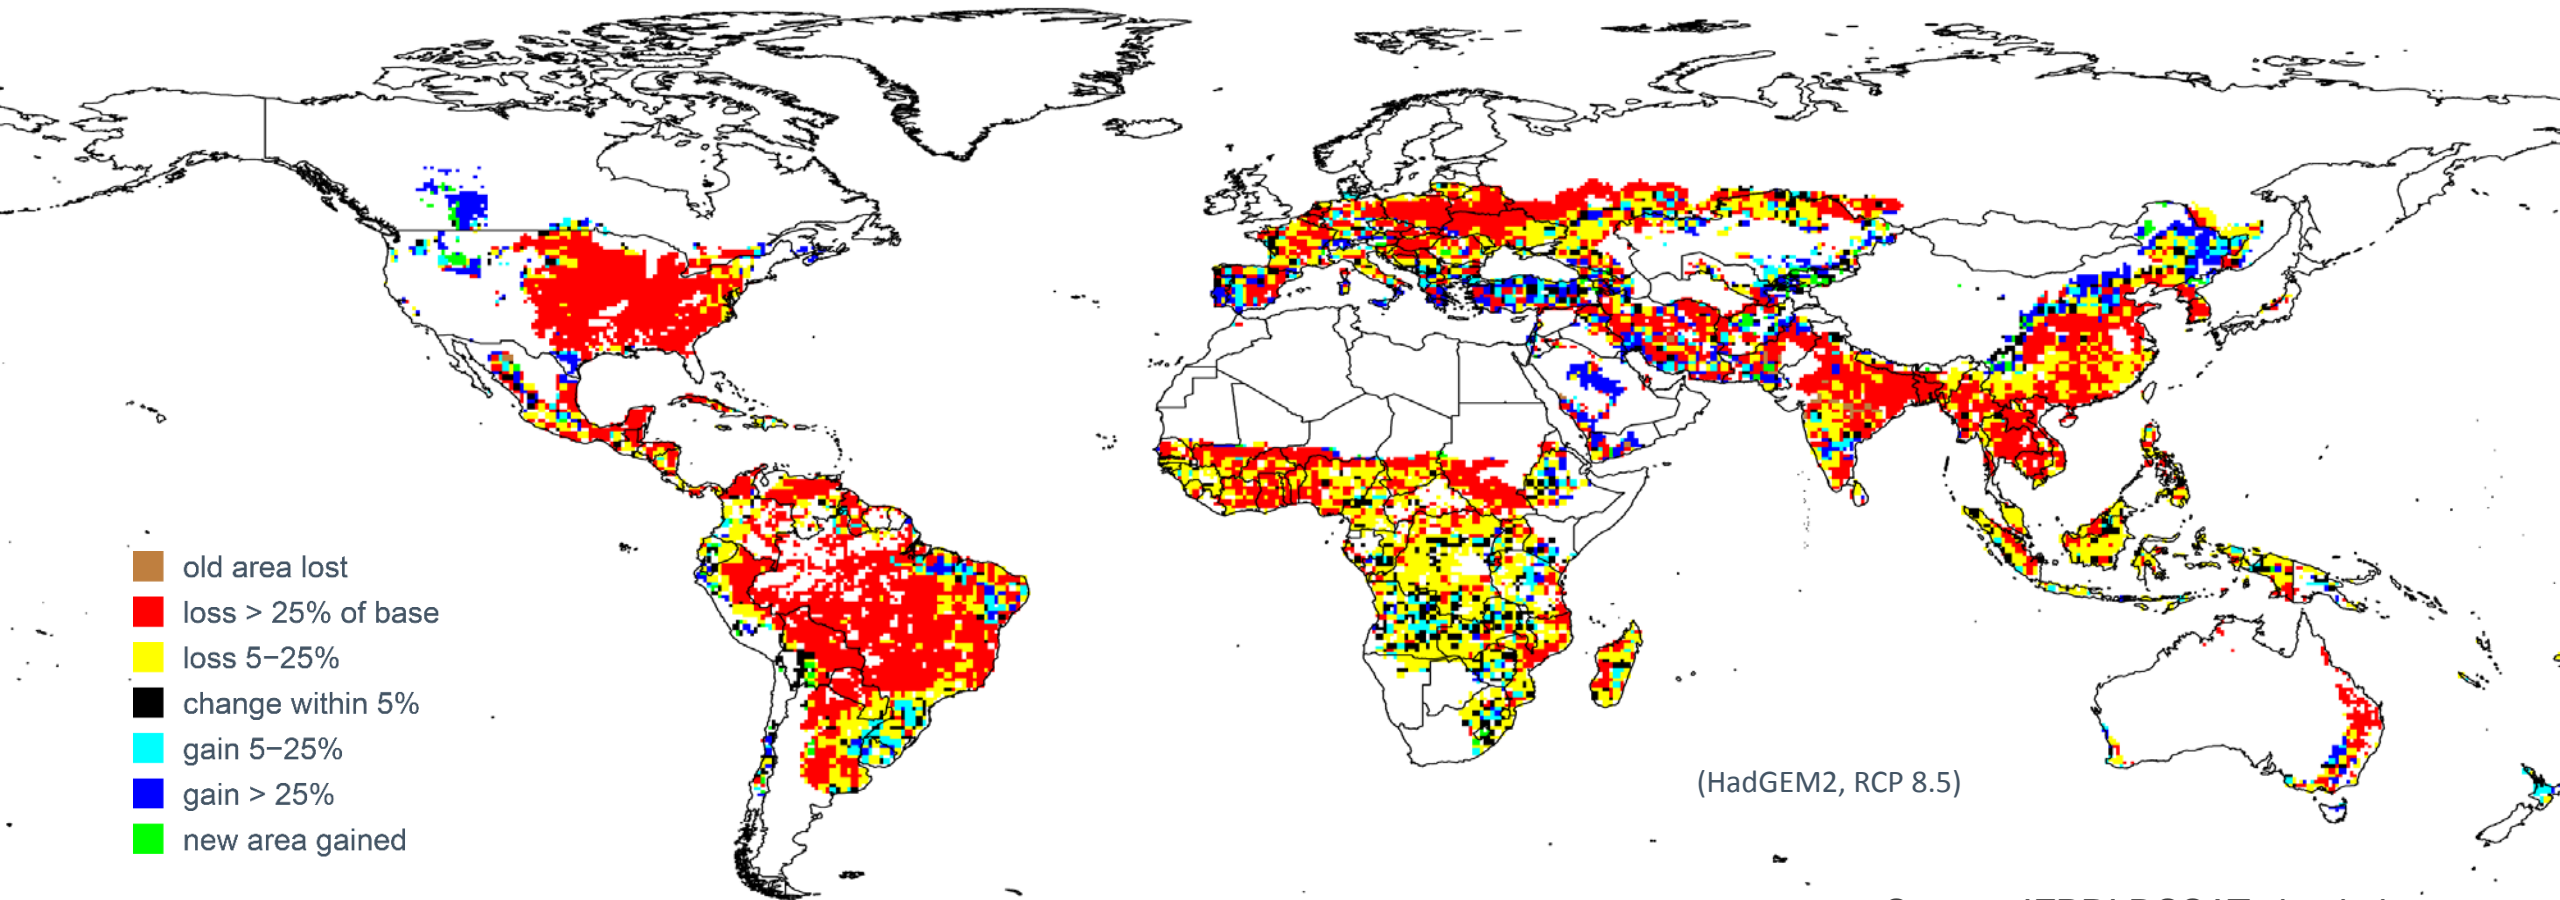 old area lost
loss > 25% of base
loss 5–25%
change within 5%
gain 5–25%
gain > 25%
new area gained
(HadGEM2, RCP 8.5)